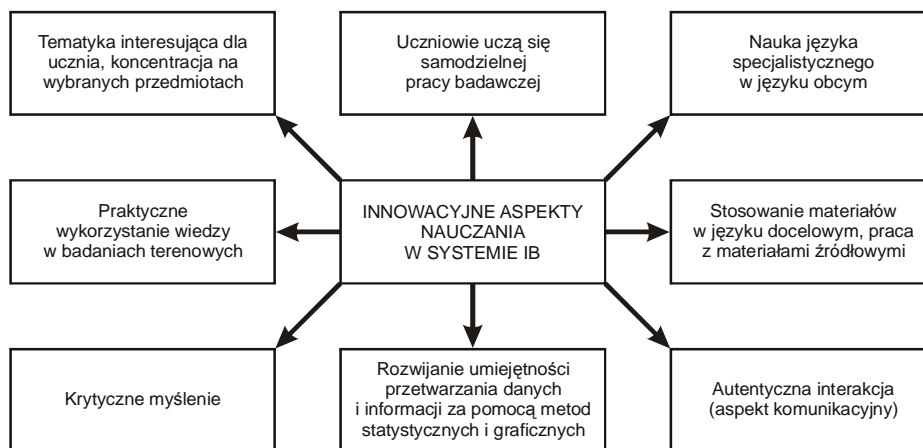 Tematyka interesująca dla
ucznia, koncentracja na
wybranych przedmiotach
Uczniowie uczą się
samodzielnej
pracy badawczej
Nauka języka
specjalistycznego
w języku obcym
Praktyczne
wykorzystanie wiedzy
w badaniach terenowych
INNOWACYJNE ASPEKTY
NAUCZANIA
W SYSTEMIE IB
Stosowanie materiałów
w języku docelowym, praca
z materiałami źródłowymi
Krytyczne myślenie
Rozwijanie umiejętności
przetwarzania danych
i informacji za pomocą metod
statystycznych i graficznych
Autentyczna interakcja
(aspekt komunikacyjny)